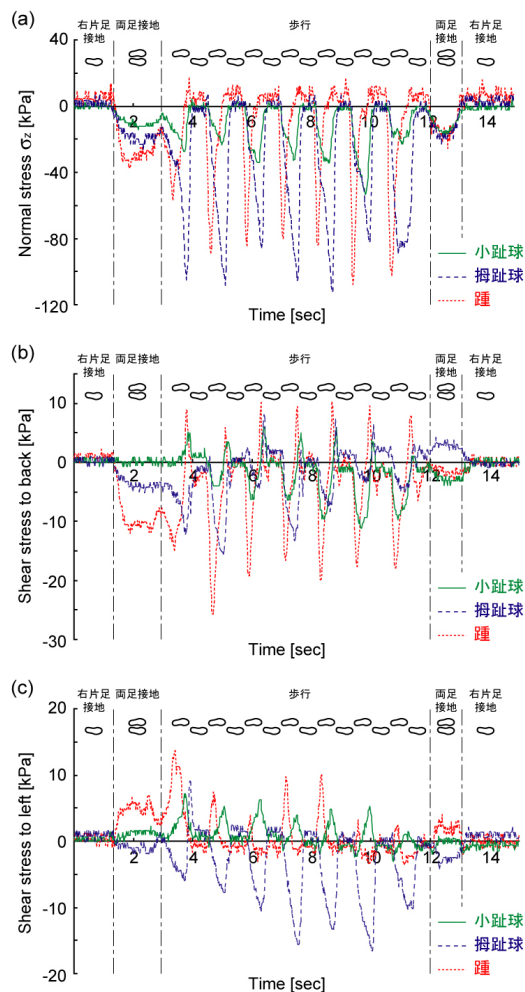 (a)
右片足 両足接地 歩行 両足 右片足
接地 接地 接地
40
0
-40
-80
-120
Normal stress σz [kPa]
2 4 6 8 10 12 14
小趾球
拇趾球
踵
Time [sec]
(b)
右片足 両足接地 歩行 両足 右片足
接地 接地 接地
10
0
-10
-20
-30
Shear stress to back [kPa]
2 4 6 8 10 12 14
小趾球
拇趾球
踵
Time [sec]
(c)
右片足 両足接地 歩行 両足 右片足
接地 接地 接地
20
10
0
-10
-20
Shear stress to left [kPa]
2 4 6 8 10 12 14
小趾球
拇趾球
踵
Time [sec]